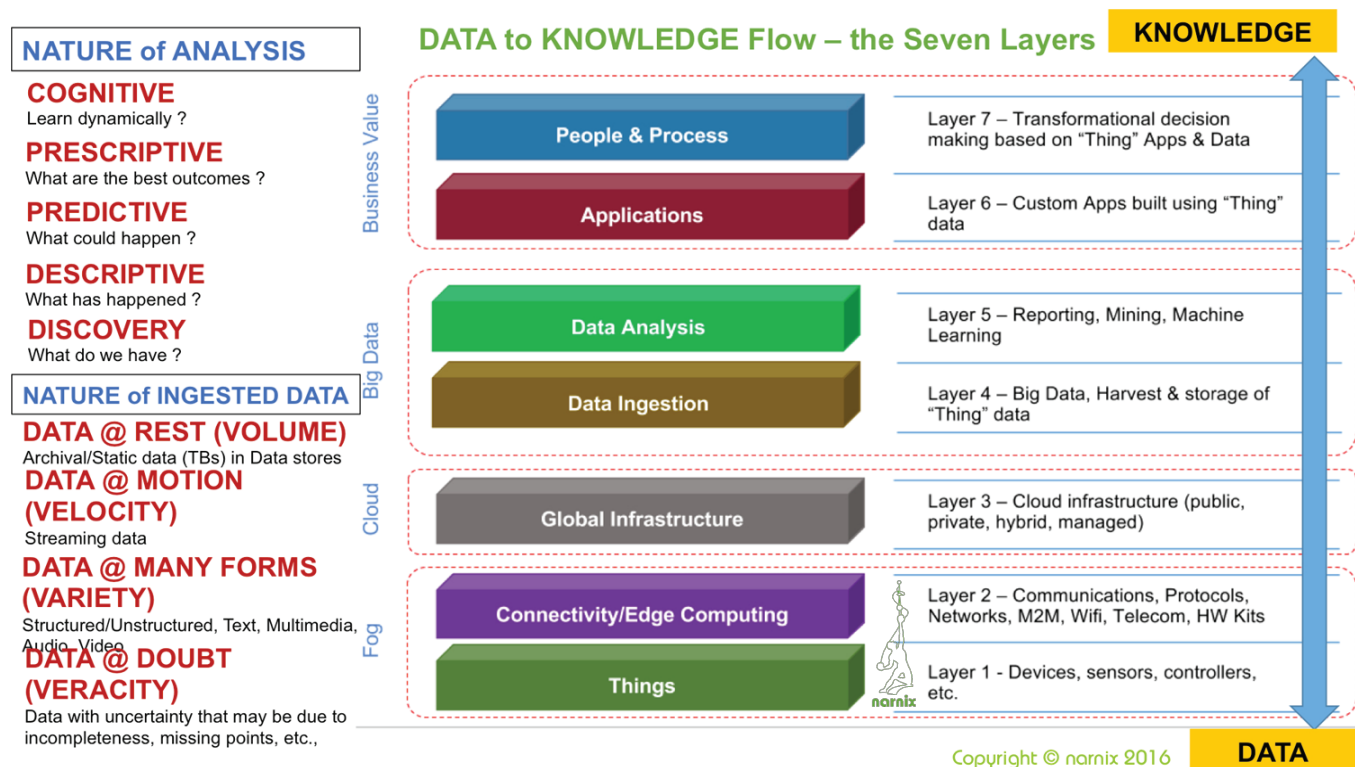 NATURE of ANALYSIS
COGNITIVE
Learn dynamically ?
PRESCRIPTIVE
What are the best outcomes ?
PREDICTIVE
What could happen ?
DESCRIPTIVE
What has happened ?
DISCOVERY
What do we have ?
NATURE of INGESTED DATA
DATA @ REST (VOLUME)
Archival/Static data (TBs) in Data stores
DATA @ MOTION
(VELOCITY)
Streaming data
DATA @ MANY FORMS
(VARIETY)
Structured/Unstructured, Text, Multimedia,
Audio, Video
DATA @ DOUBT
(VERACITY)
Data with uncertainty that may be due to
incompleteness, missing points, etc.,
DATA to KNOWLEDGE Flow – the Seven Layers
KNOWLEDGE
Business Value
People & Process
Layer 7 – Transformational decision
making based on “Thing” Apps & Data
Applications
Layer 6 – Custom Apps built using “Thing”
data
Big Data
Data Analysis
Layer 5 – Reporting, Mining, Machine
Learning
Data Ingestion
Layer 4 – Big Data, Harvest & storage of
“Thing” data
Cloud
Global Infrastructure
Layer 3 – Cloud infrastructure (public,
private, hybrid, managed)
Fog
Connectivity/Edge Computing
Layer 2 – Communications, Protocols,
Networks, M2M, Wifi, Telecom, HW Kits
Things
Layer 1 - Devices, sensors, controllers,
etc.
narnix
Copyright © narnix 2016
DATA